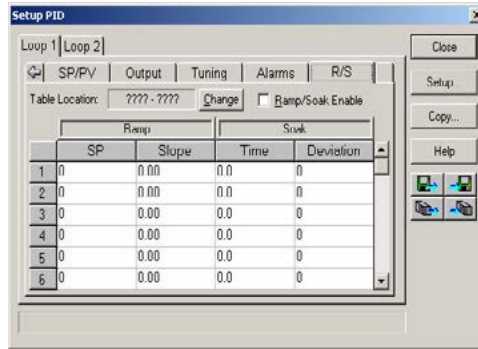 Setup PID
Loop 1 Loop 2
SP/PV Output Tuning Alarms R/S
Table Location: ???? - ???? Change Ramp/Soak Enable
Ramp Soak
SP Slope Time Deviation
1 0 0.00 0.0 0
2 0 0.00 0.0 0
3 0 0.00 0.0 0
4 0 0.00 0.0 0
5 0 0.00 0.0 0
6 0 0.00 0.0 0
Close
Setup
Copy...
Help